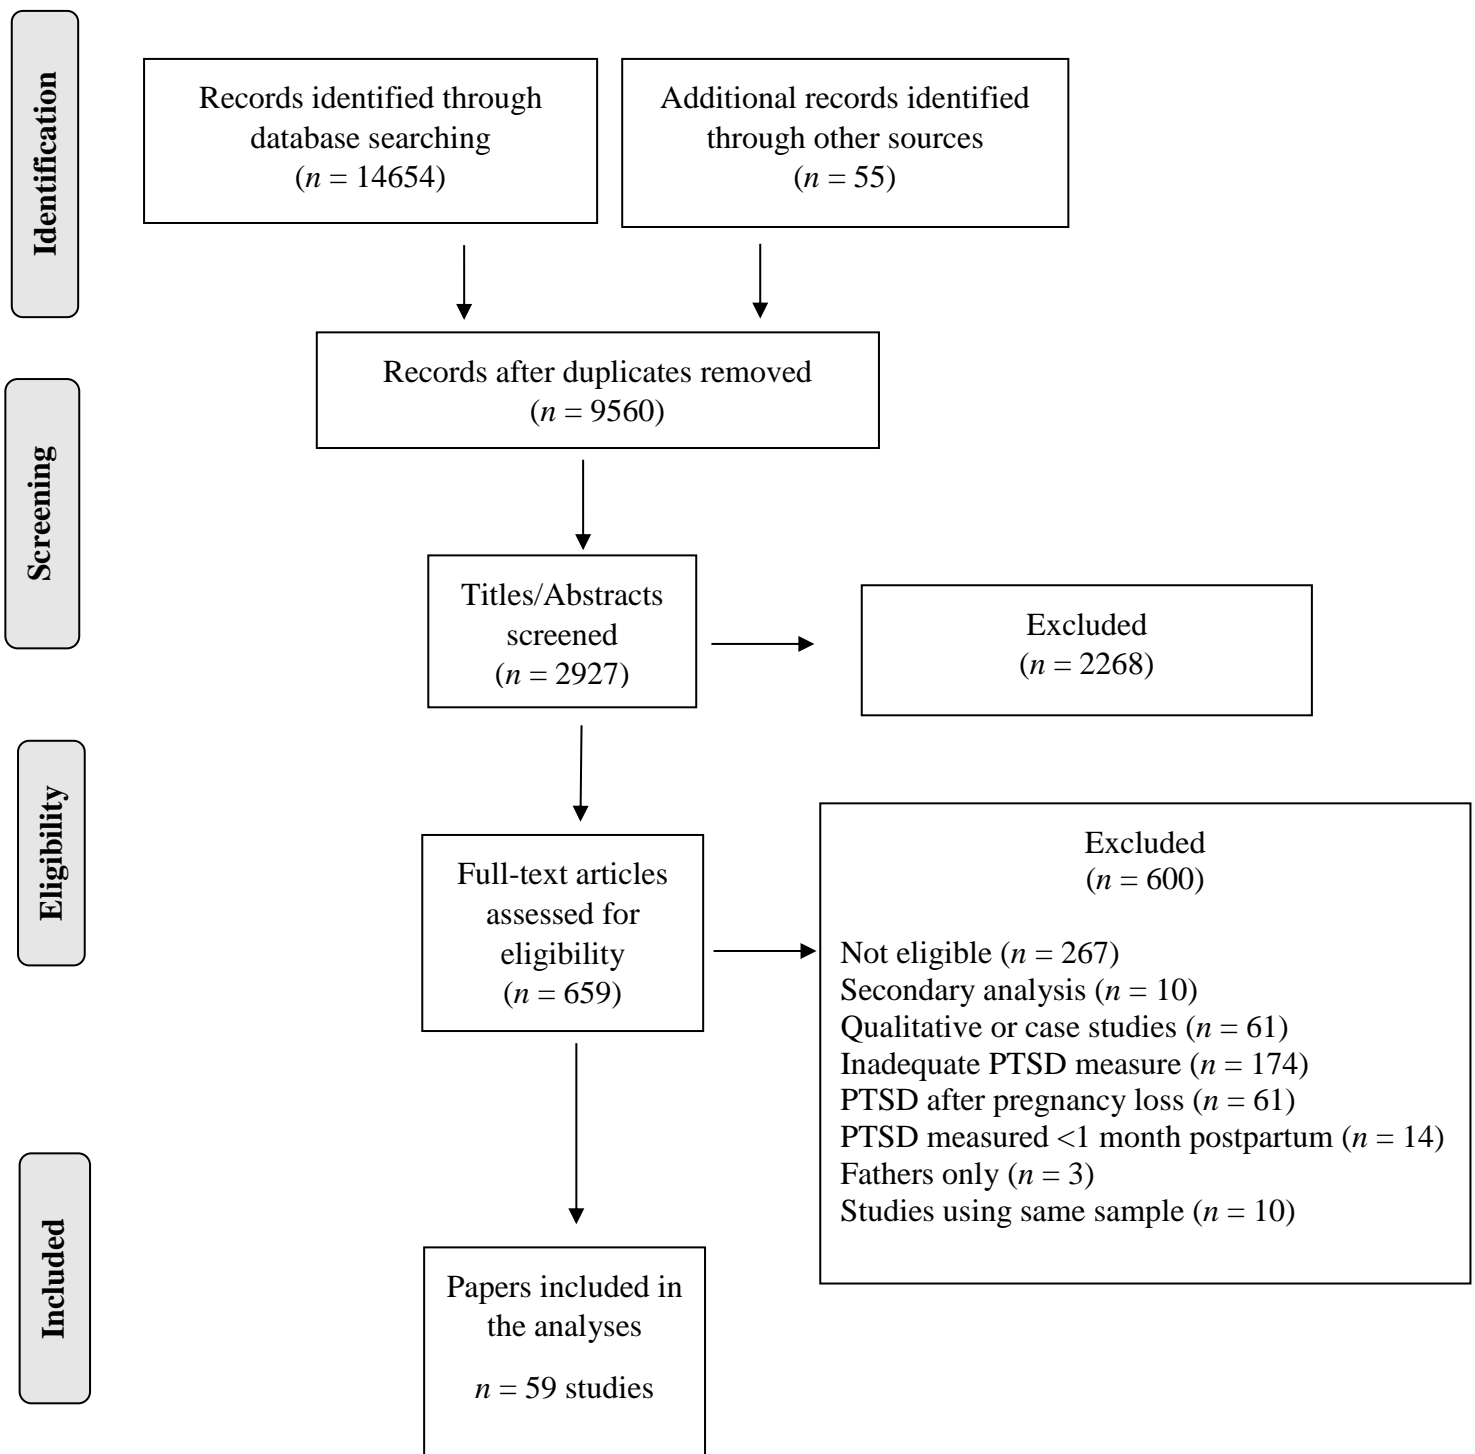 Identification
Records identified through
database searching
(n = 14654)
Additional records identified
through other sources
(n = 55)
Records after duplicates removed
(n = 9560)
Screening
Titles/Abstracts
screened
(n = 2927)
Excluded
(n = 2268)
Eligibility
Full-text articles
assessed for
eligibility
(n = 659)
Excluded
(n = 600)
Not eligible (n = 267)
Secondary analysis (n = 10)
Qualitative or case studies (n = 61)
Inadequate PTSD measure (n = 174)
PTSD after pregnancy loss (n = 61)
PTSD measured <1 month postpartum (n = 14)
Fathers only (n = 3)
Studies using same sample (n = 10)
Included
Papers included in
the analyses
n = 59 studies